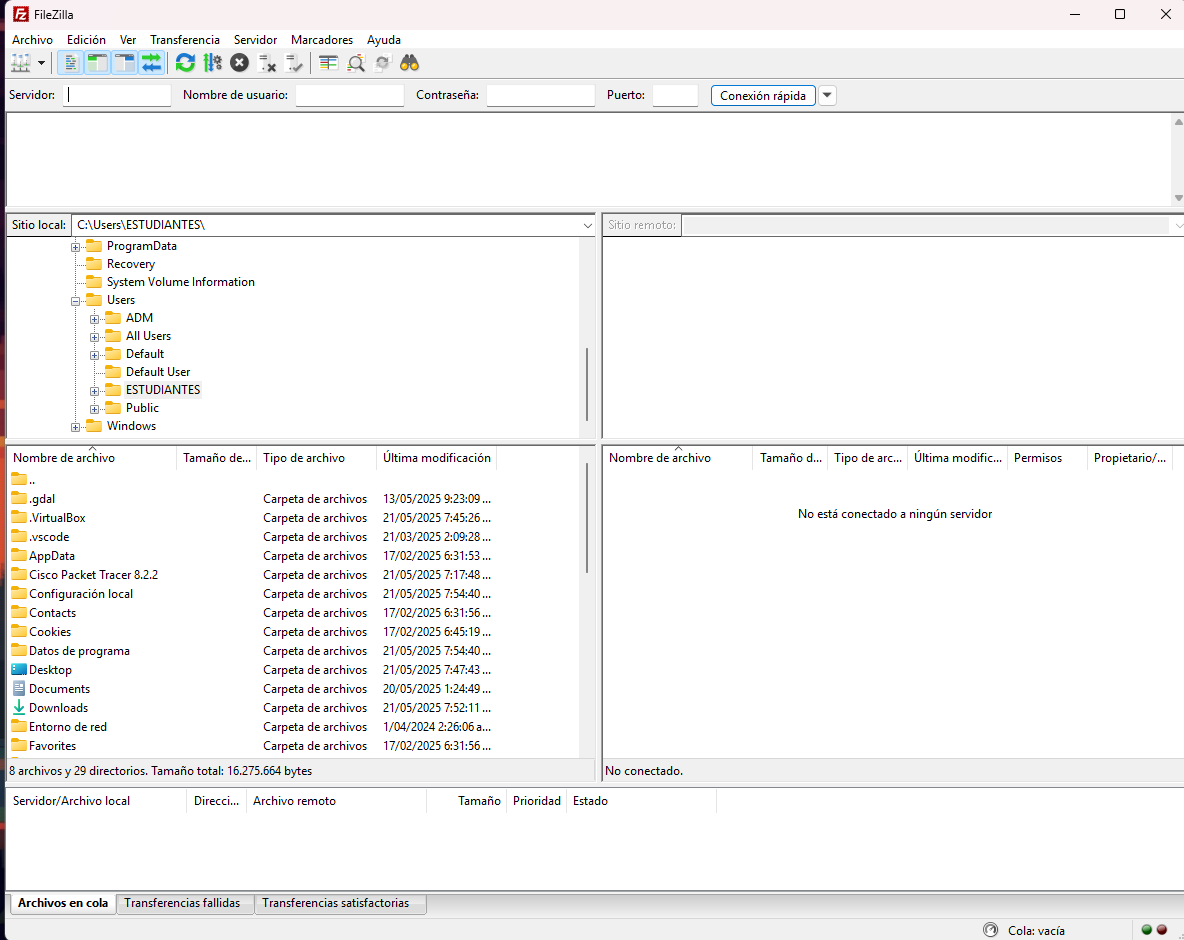 FileZilla
Archivo Edición Ver Transferencia Servidor Marcadores Ayuda
Servidor: Nombre de usuario: Contraseña: Puerto: Conexión rápida
Sitio local: C:\Users\ESTUDIANTES\
Sitio remoto:
ProgramData
Recovery
System Volume Information
Users
ADM
All Users
Default
Default User
ESTUDIANTES
Public
Windows
Nombre de archivo Tamaño de... Tipo de archivo Última modificación
..
.gdal Carpeta de archivos 13/05/2025 9:23:09 ...
.VirtualBox Carpeta de archivos 21/05/2025 7:45:26 ...
.vscode Carpeta de archivos 21/03/2025 2:09:28 ...
AppData Carpeta de archivos 17/02/2025 6:31:53 ...
Cisco Packet Tracer 8.2.2 Carpeta de archivos 21/05/2025 7:17:48 ...
Configuración local Carpeta de archivos 21/05/2025 7:54:40 ...
Contacts Carpeta de archivos 17/02/2025 6:31:56 ...
Cookies Carpeta de archivos 17/02/2025 6:45:19 ...
Datos de programa Carpeta de archivos 21/05/2025 7:54:40 ...
Desktop Carpeta de archivos 21/05/2025 7:47:43 ...
Documents Carpeta de archivos 20/05/2025 1:24:49 ...
Downloads Carpeta de archivos 21/05/2025 7:52:11 ...
Entorno de red Carpeta de archivos 1/04/2024 2:26:06 a...
Favorites Carpeta de archivos 17/02/2025 6:31:56 ...
8 archivos y 29 directorios. Tamaño total: 16.275.664 bytes
Nombre de archivo Tamaño d... Tipo de arc... Última modific... Permisos Propietario/...
No está conectado a ningún servidor
No conectado.
Servidor/Archivo local Direcci... Archivo remoto Tamaño Prioridad Estado
Archivos en cola Transferencias fallidas Transferencias satisfactorias
Cola: vacía